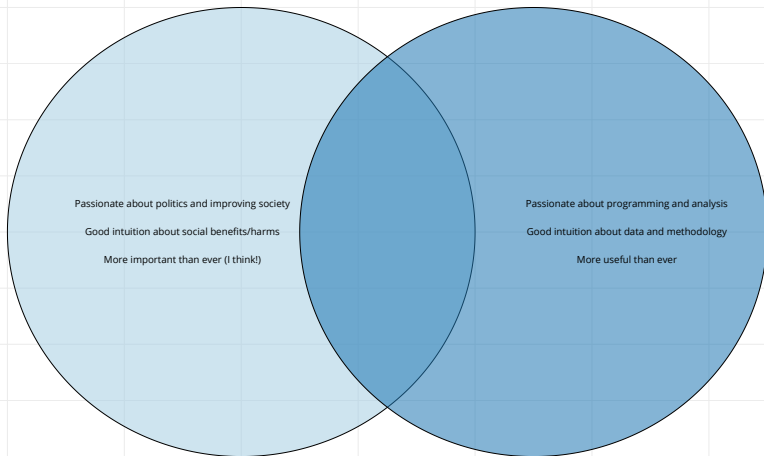 Passionate about politics and improving society
Good intuition about social benefits/harms
More important than ever (I think!)
Passionate about programming and analysis
Good intuition about data and methodology
More useful than ever